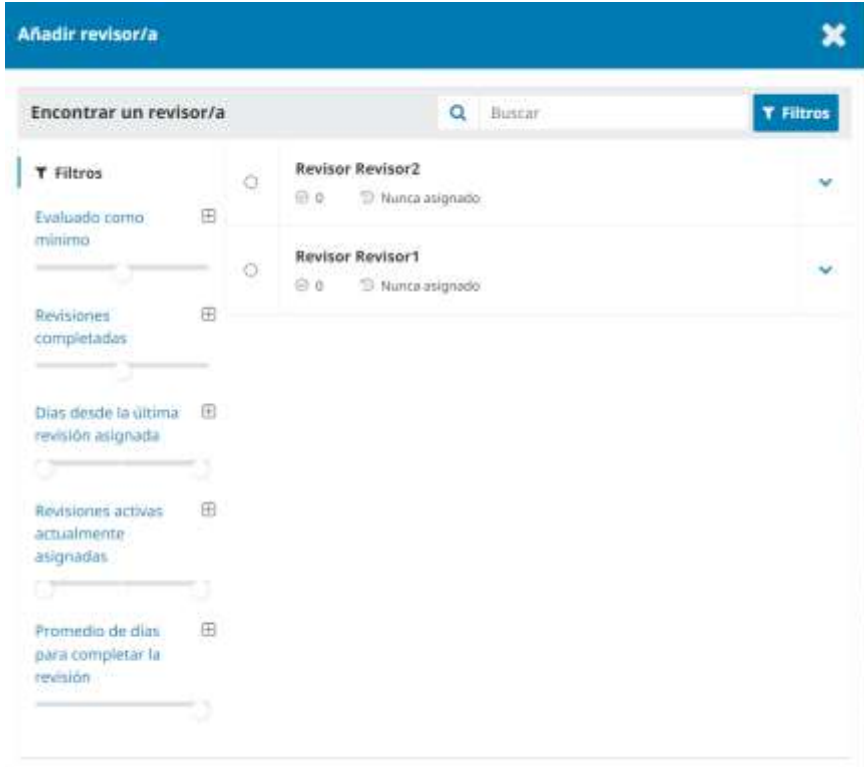 Añadir revisor/a
Encontrar un revisor/a
Buscar
Filtros
Filtros
Evaluado como
mínimo
Revisiones
completadas
Días desde la última
revisión asignada
Revisiones activas
actualmente
asignadas
Promedio de días
para completar la
revisión
Revisor Revisor2
0 Nunca asignado
Revisor Revisor1
0 Nunca asignado